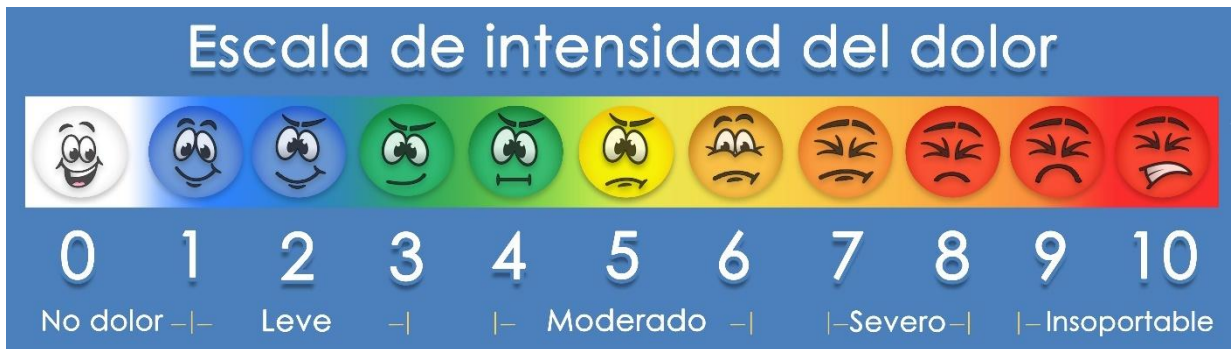 Escala de intensidad del dolor
0 1 2 3 4 5 6 7 8 9 10
No dolor -|- Leve -| |- Moderado -| |-Severo-| |-Insoportable